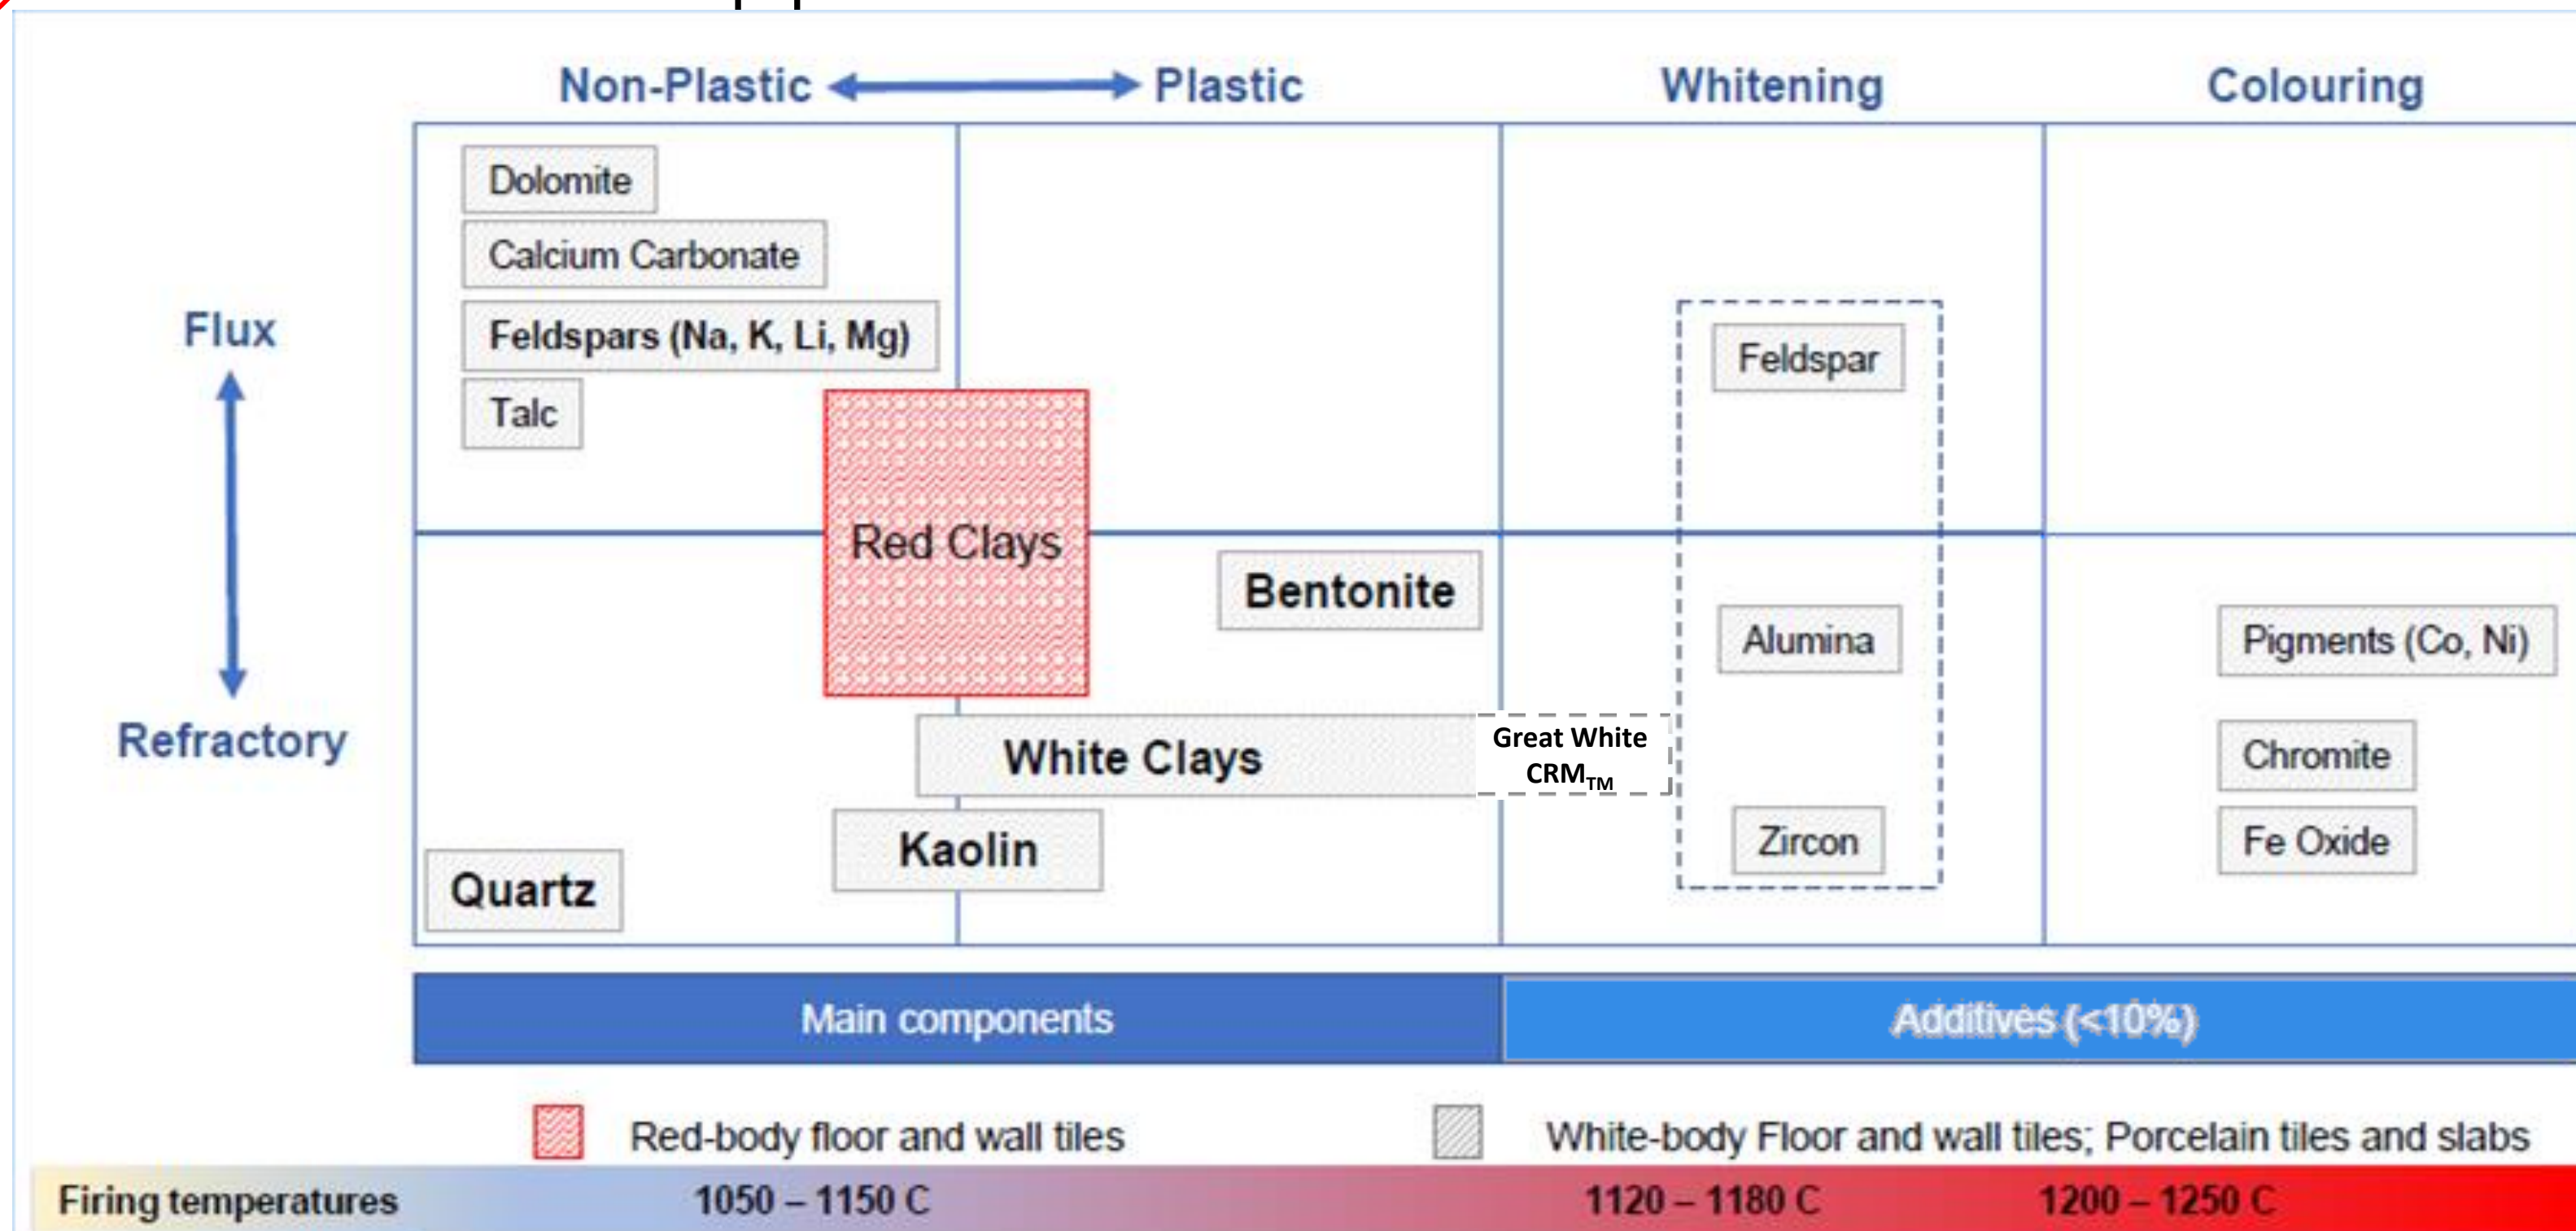 Non-Plastic Plastic Whitening Colouring
Dolomite
Calcium Carbonate
Feldspars (Na, K, Li, Mg)
Talc
Flux
Feldspar
Red Clays
Bentonite
Alumina
Pigments (Co, Ni)
Refractory
White Clays
Great White
CRMTM
Chromite
Kaolin
Zircon
Fe Oxide
Quartz
Main components
Additives (<10%)
Red-body floor and wall tiles
White-body Floor and wall tiles; Porcelain tiles and slabs
Firing temperatures 1050 – 1150 C 1120 – 1180 C 1200 – 1250 C